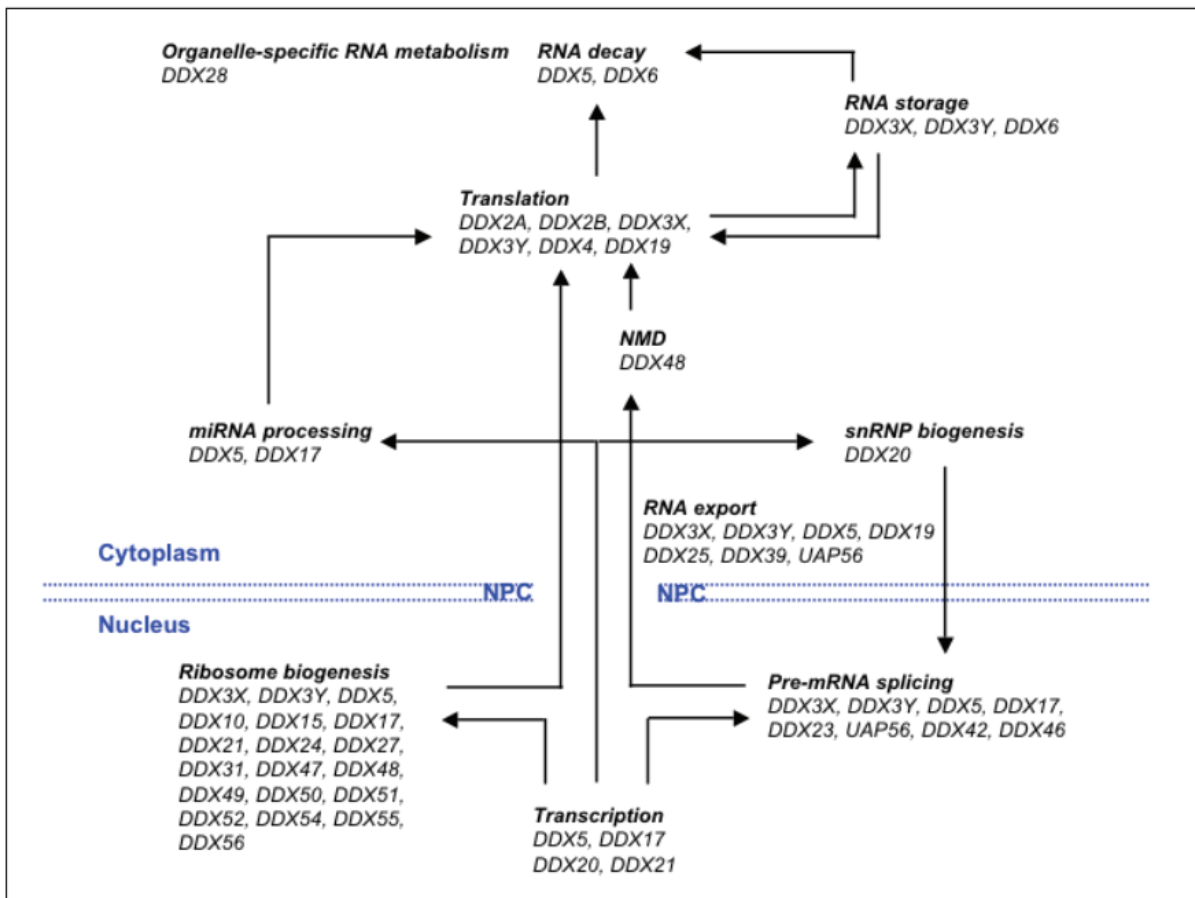 Organelle-specific RNA metabolism
DDX28
RNA decay
DDX5, DDX6
RNA storage
DDX3X, DDX3Y, DDX6
Translation
DDX2A, DDX2B, DDX3X,
DDX3Y, DDX4, DDX19
NMD
DDX48
miRNA processing
DDX5, DDX17
snRNP biogenesis
DDX20
RNA export
DDX3X, DDX3Y, DDX5, DDX19
DDX25, DDX39, UAP56
Cytoplasm
NPC
NPC
Nucleus
Ribosome biogenesis
DDX3X, DDX3Y, DDX5,
DDX10, DDX15, DDX17,
DDX21, DDX24, DDX27,
DDX31, DDX47, DDX48,
DDX49, DDX50, DDX51,
DDX52, DDX54, DDX55,
DDX56
Pre-mRNA splicing
DDX3X, DDX3Y, DDX5, DDX17,
DDX23, UAP56, DDX42, DDX46
Transcription
DDX5, DDX17
DDX20, DDX21